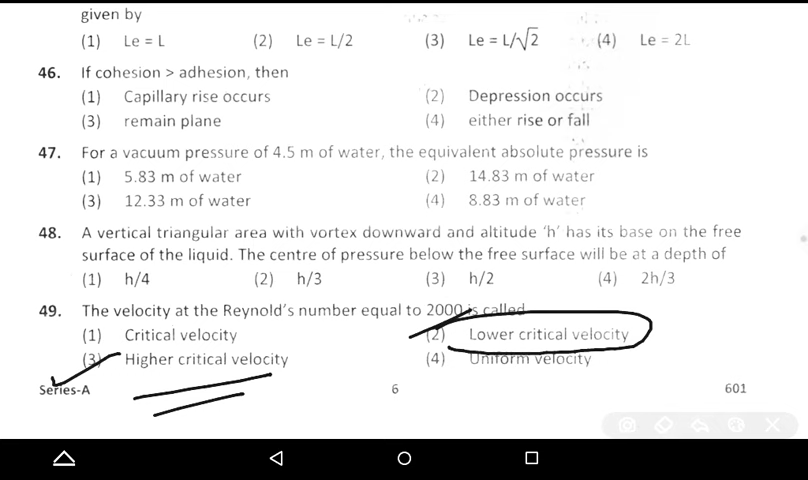 given by
(1) Le = L (2) Le = L/2 (3) Le = L/√2 (4) Le = 2L
46. If cohesion > adhesion, then
(1) Capillary rise occurs (2) Depression occurs
(3) remain plane (4) either rise or fall
47. For a vacuum pressure of 4.5 m of water, the equivalent absolute pressure is
(1) 5.83 m of water (2) 14.83 m of water
(3) 12.33 m of water (4) 8.83 m of water
48. A vertical triangular area with vortex downward and altitude ‘h’ has its base on the free
surface of the liquid. The centre of pressure below the free surface will be at a depth of
(1) h/4 (2) h/3 (3) h/2 (4) 2h/3
49. The velocity at the Reynold’s number equal to 2000 is called
(1) Critical velocity (2) Lower critical velocity
(3) Higher critical velocity (4) Uniform velocity
Series-A 6 601